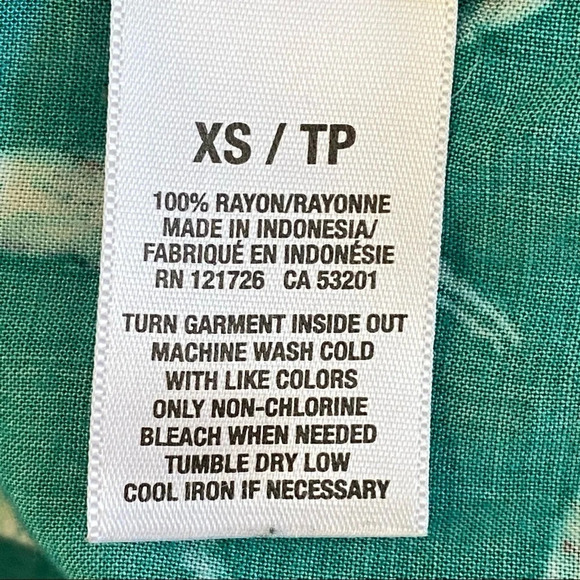 XS / TP
100% RAYON/RAYONNE
MADE IN INDONESIA/
FABRIQUÉ EN INDONÉSIE
RN 121726 CA 53201
TURN GARMENT INSIDE OUT
MACHINE WASH COLD
WITH LIKE COLORS
ONLY NON-CHLORINE
BLEACH WHEN NEEDED
TUMBLE DRY LOW
COOL IRON IF NECESSARY